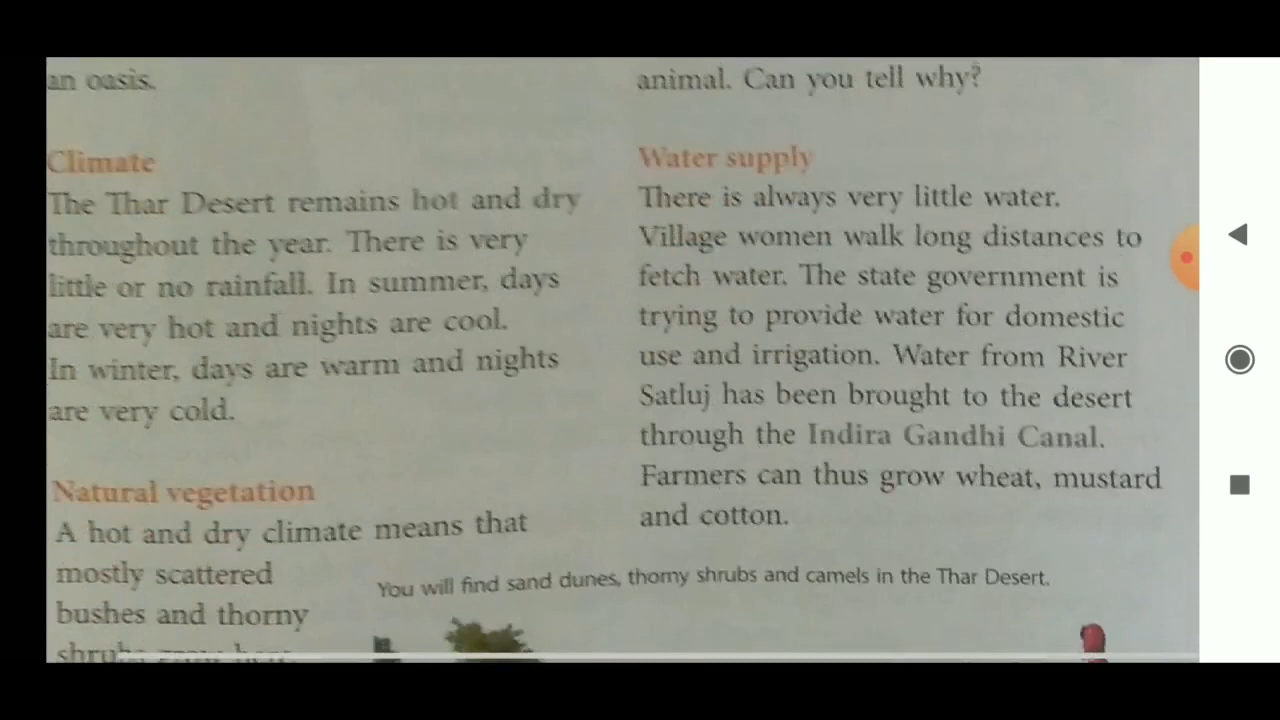 an oasis.
Climate
The Thar Desert remains hot and dry
throughout the year. There is very
little or no rainfall. In summer, days
are very hot and nights are cool.
In winter, days are warm and nights
are very cold.
Natural vegetation
A hot and dry climate means that
mostly scattered
bushes and thorny
animal. Can you tell why?
Water supply
There is always very little water.
Village women walk long distances to
fetch water. The state government is
trying to provide water for domestic
use and irrigation. Water from River
Satluj has been brought to the desert
through the Indira Gandhi Canal.
Farmers can thus grow wheat, mustard
and cotton.
You will find sand dunes, thorny shrubs and camels in the Thar Desert.